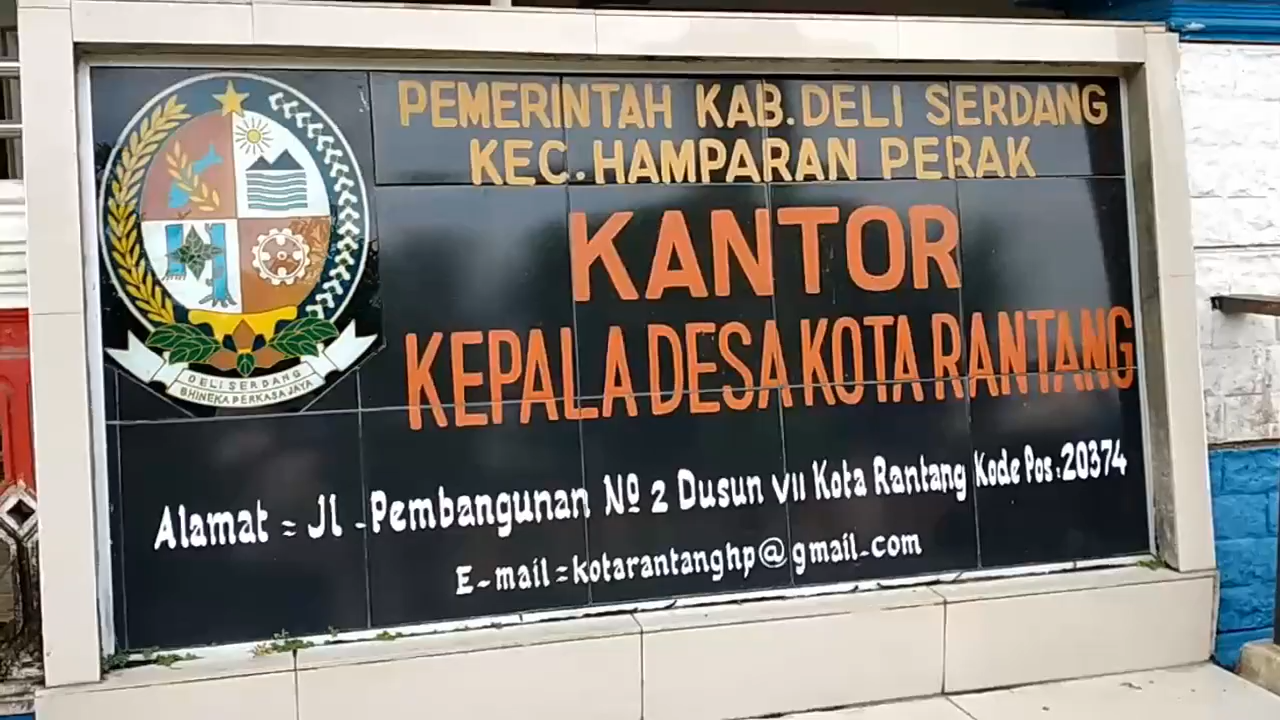 PEMERINTAH KAB. DELI SERDANG
KEC. HAMPARAN PERAK
KANTOR
KEPALA DESA KOTA RANTANG
Alamat = Jl - Pembangunan Nº 2 Dusun VII Kota Rantang Kode Pos : 20374
E-mail = kotarantanghp@gmail-com
DELI SERDANG
BHINEKA PERKASA JAYA